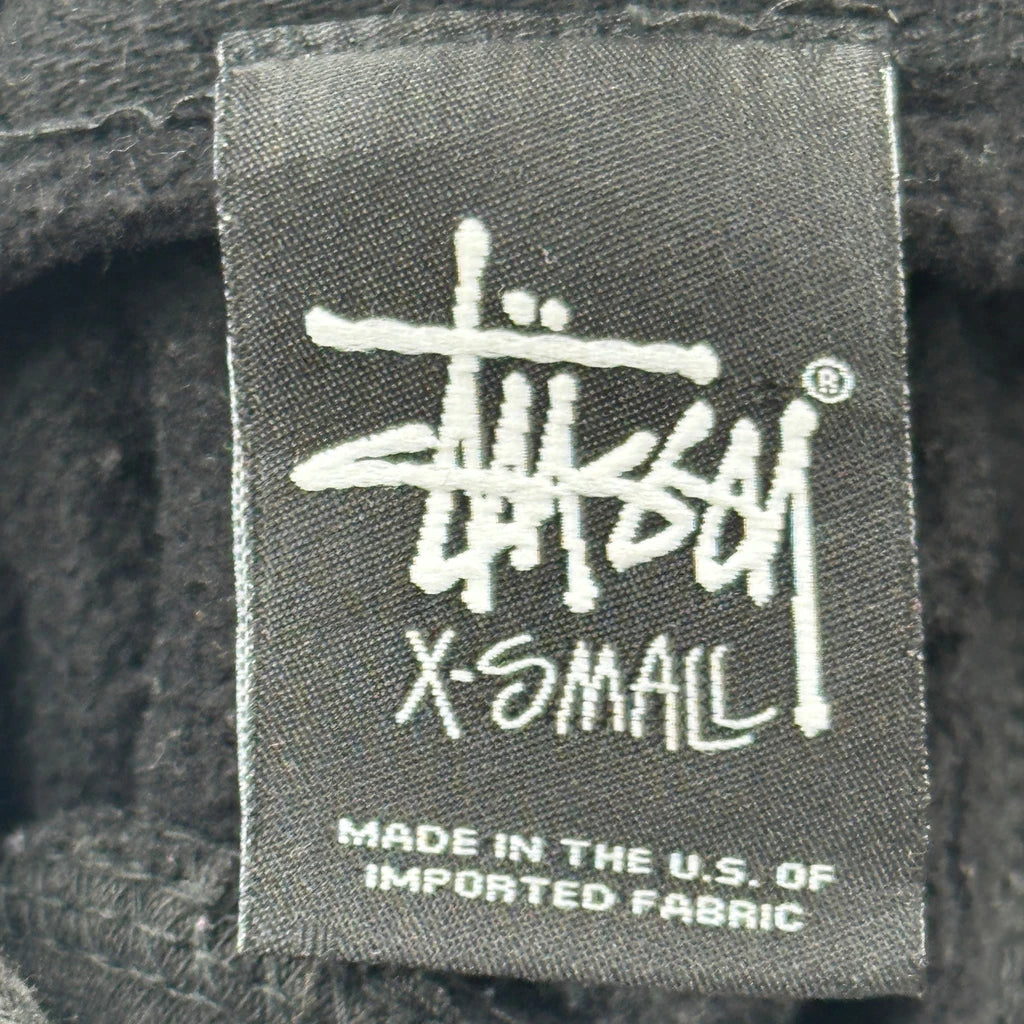 Stüssy ®
X-SMALL
MADE IN THE U.S. OF
IMPORTED FABRIC